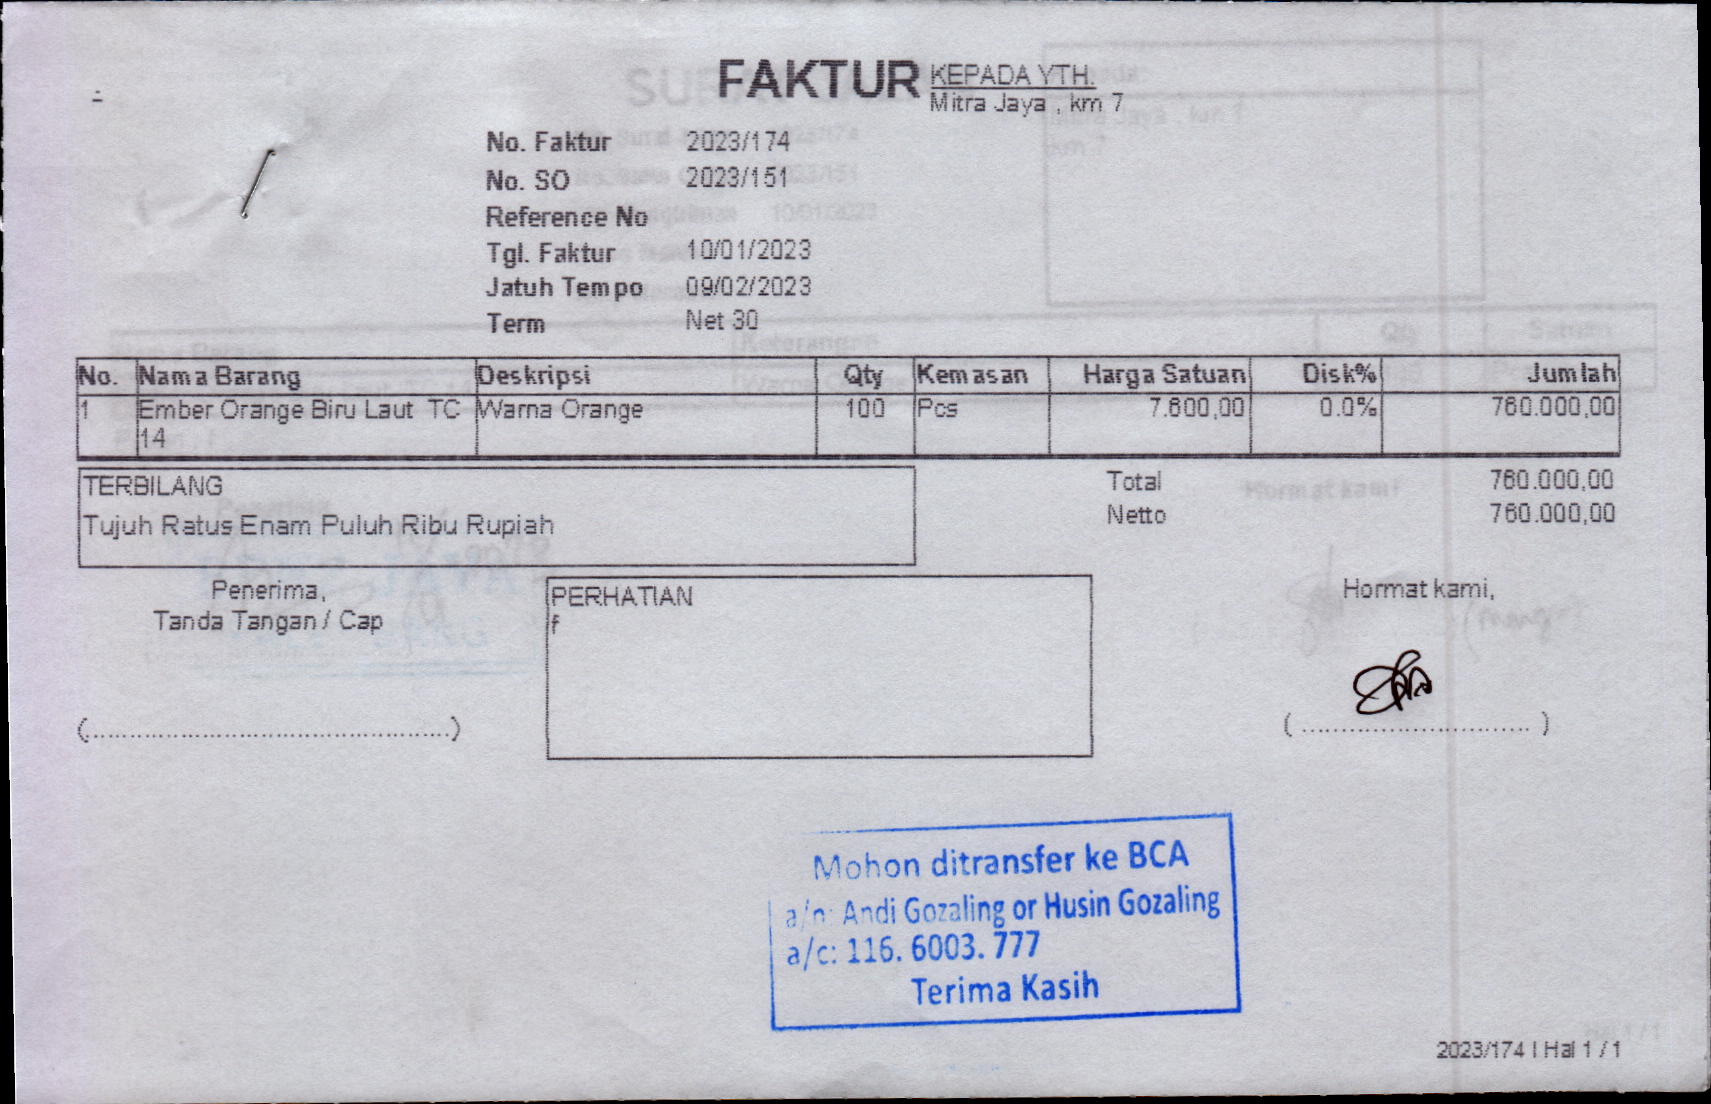 FAKTUR
KEPADA YTH.
Mitra Jaya , km 7
No. Faktur 2023/174
No. SO 2023/151
Reference No
Tgl. Faktur 10/01/2023
Jatuh Tempo 09/02/2023
Term Net 30
No. Nama Barang Deskripsi Qty Kemasan Harga Satuan Disk% Jumlah
1 Ember Orange Biru Laut TC 14 Warna Orange 100 Pcs 7.600,00 0.0% 760.000,00
TERBILANG
Tujuh Ratus Enam Puluh Ribu Rupiah
Total 760.000,00
Netto 760.000,00
Penerima,
Tanda Tangan / Cap
(................................................)
PERHATIAN
f
Hormat kami,
( .............................. )
Mohon ditransfer ke BCA
a/n: Andi Gozaling or Husin Gozaling
a/c: 116. 6003. 777
Terima Kasih
2023/174 | Hal 1 / 1